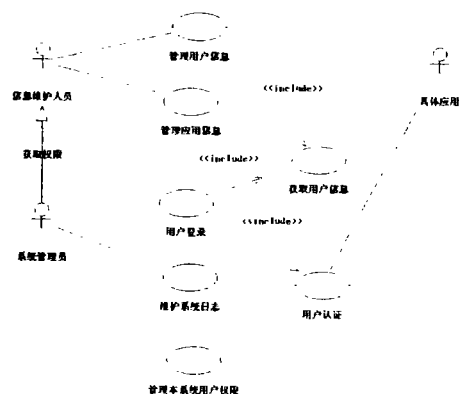 管理用户信息
信息维护人员
<<include>>
具体应用
管理应用信息
获取权限
<<include>>
获取用户信息
用户登录
<<include>>
系统管理员
维护系统日志
用户认证
管理本系统用户权限